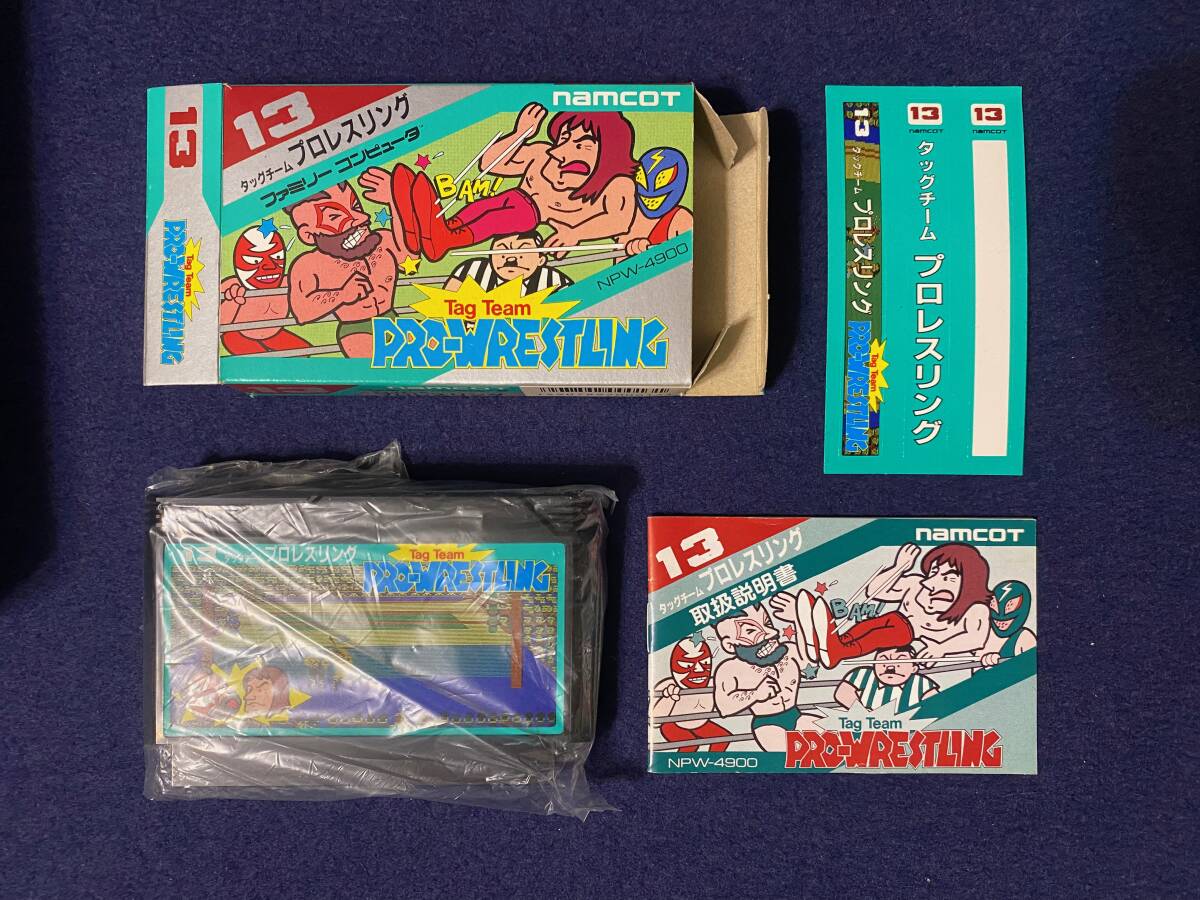 13
Tag Team
PRO-WRESTLING
13
namcoT
タッグチーム プロレスリング
ファミリーコンピュータ
BAM!
NPW-4900
Tag Team
PRO-WRESTLING
13
タッグチーム プロレスリング
Tag Team
PRO-WRESTLING
13
namcoT
タッグチーム プロレスリング
13
namcoT
タッグチーム プロレスリング
Tag Team
PRO-WRESTLING
13
namcoT
タッグチーム プロレスリング
取扱説明書
BAM!
Tag Team
PRO-WRESTLING
NPW-4900